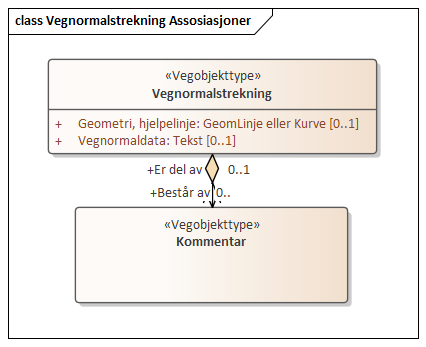 class Vegnormalstrekning Assosiasjoner
«Vegobjekttype»
Vegnormalstrekning
+ Geometri, hjelpelinje: GeomLinje eller Kurve [0..1]
+ Vegnormaldata: Tekst [0..1]
+Er del av 0..1
+Består av 0..
«Vegobjekttype»
Kommentar